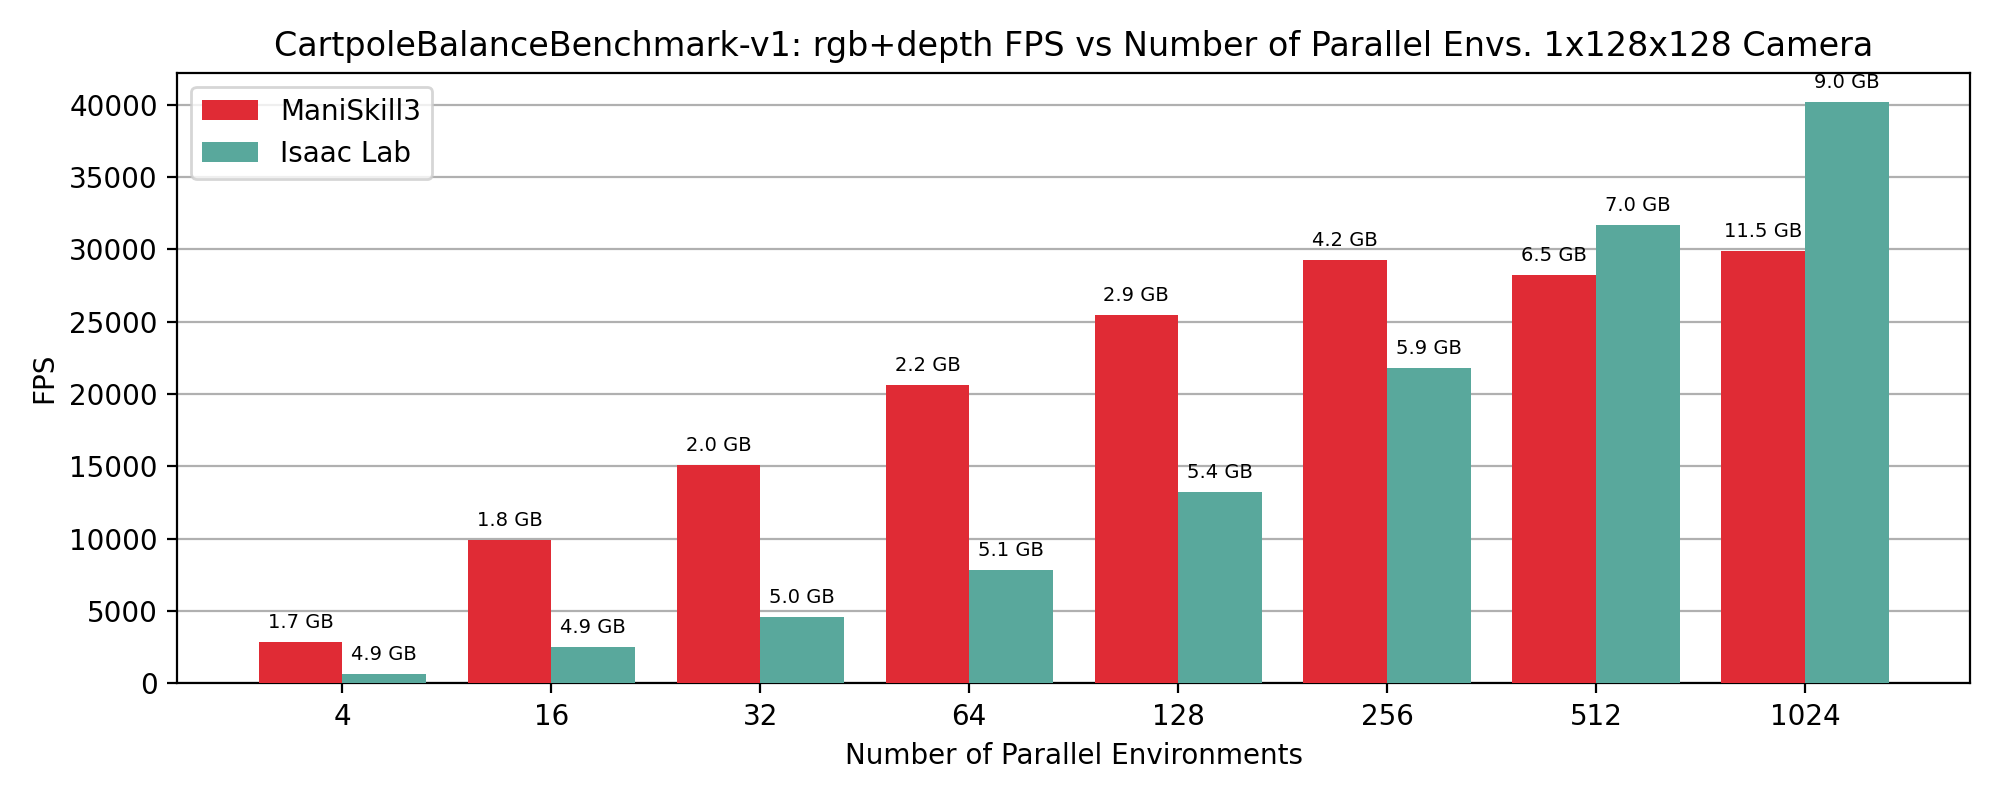 CartpoleBalanceBenchmark-v1: rgb+depth FPS vs Number of Parallel Envs. 1x128x128 Camera
ManiSkill3
Isaac Lab
FPS
40000
35000
30000
25000
20000
15000
10000
5000
0
1.7 GB
4.9 GB
1.8 GB
4.9 GB
2.0 GB
5.0 GB
2.2 GB
5.1 GB
2.9 GB
5.4 GB
4.2 GB
5.9 GB
6.5 GB
7.0 GB
11.5 GB
9.0 GB
4 16 32 64 128 256 512 1024
Number of Parallel Environments